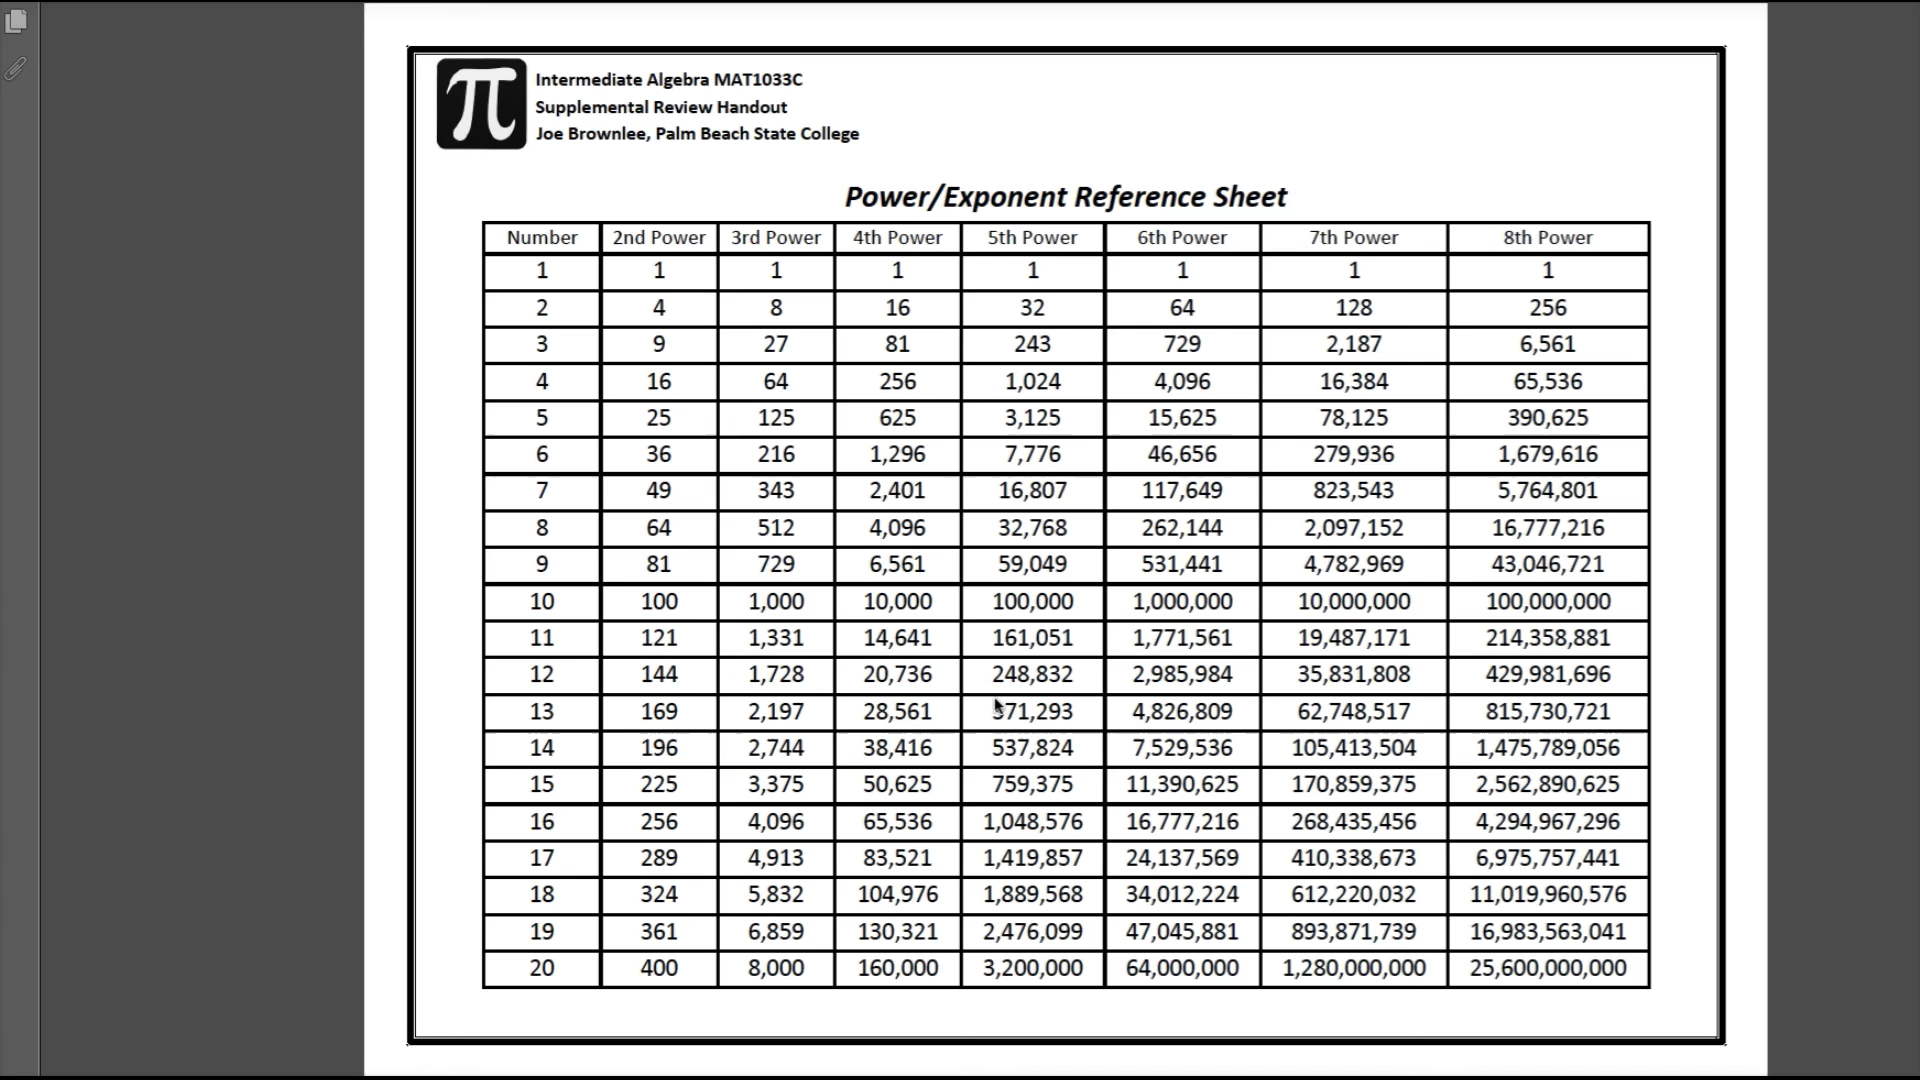 π
Intermediate Algebra MAT1033C
Supplemental Review Handout
Joe Brownlee, Palm Beach State College
Power/Exponent Reference Sheet
Number 2nd Power 3rd Power 4th Power 5th Power 6th Power 7th Power 8th Power
1 1 1 1 1 1 1 1
2 4 8 16 32 64 128 256
3 9 27 81 243 729 2,187 6,561
4 16 64 256 1,024 4,096 16,384 65,536
5 25 125 625 3,125 15,625 78,125 390,625
6 36 216 1,296 7,776 46,656 279,936 1,679,616
7 49 343 2,401 16,807 117,649 823,543 5,764,801
8 64 512 4,096 32,768 262,144 2,097,152 16,777,216
9 81 729 6,561 59,049 531,441 4,782,969 43,046,721
10 100 1,000 10,000 100,000 1,000,000 10,000,000 100,000,000
11 121 1,331 14,641 161,051 1,771,561 19,487,171 214,358,881
12 144 1,728 20,736 248,832 2,985,984 35,831,808 429,981,696
13 169 2,197 28,561 371,293 4,826,809 62,748,517 815,730,721
14 196 2,744 38,416 537,824 7,529,536 105,413,504 1,475,789,056
15 225 3,375 50,625 759,375 11,390,625 170,859,375 2,562,890,625
16 256 4,096 65,536 1,048,576 16,777,216 268,435,456 4,294,967,296
17 289 4,913 83,521 1,419,857 24,137,569 410,338,673 6,975,757,441
18 324 5,832 104,976 1,889,568 34,012,224 612,220,032 11,019,960,576
19 361 6,859 130,321 2,476,099 47,045,881 893,871,739 16,983,563,041
20 400 8,000 160,000 3,200,000 64,000,000 1,280,000,000 25,600,000,000